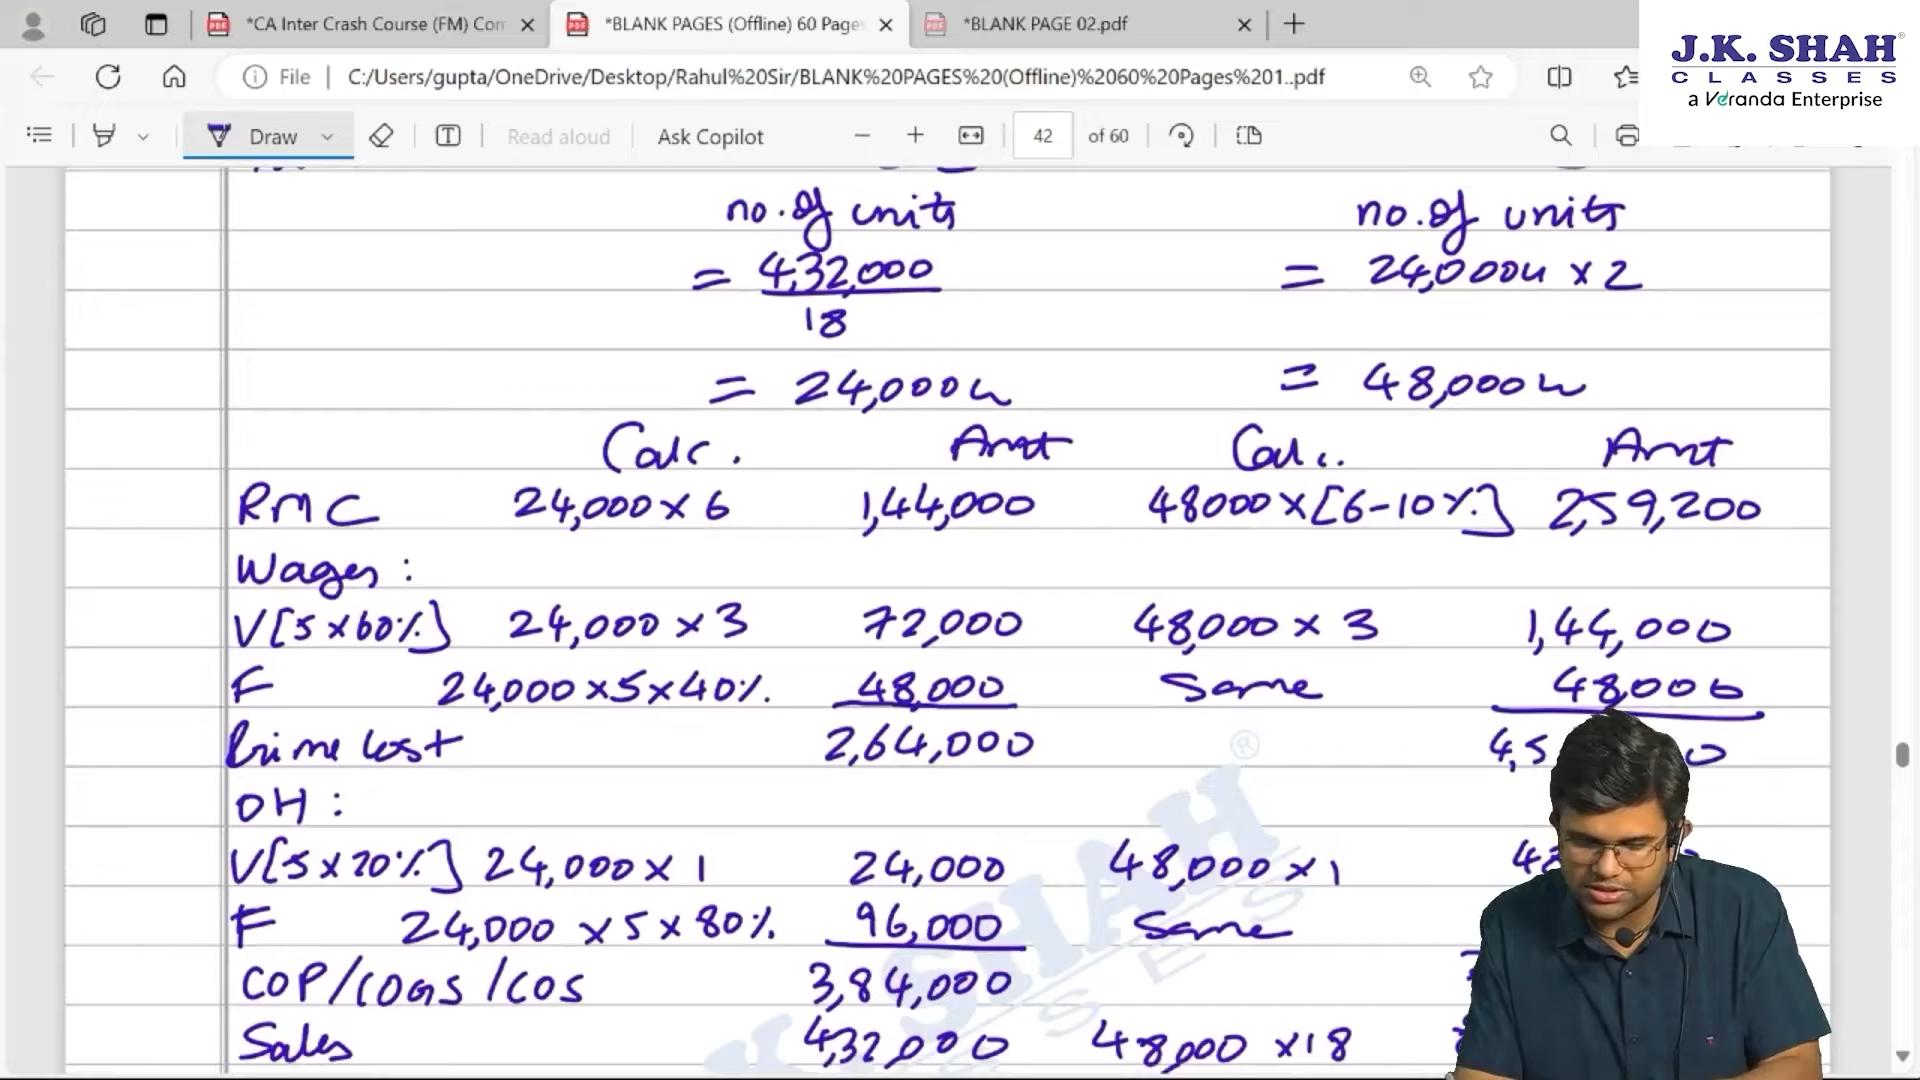 *CA Inter Crash Course (FM) Con
*BLANK PAGES (Offline) 60 Page
*BLANK PAGE 02.pdf
J.K. SHAH®
CLASSES
a Veranda Enterprise
File C:/Users/gupta/OneDrive/Desktop/Rahul%20Sir/BLANK%20PAGES%20(Offline)%2060%20Pages%201..pdf
Draw Read aloud Ask Copilot 42 of 60
no. of units no. of units
= 4,32,000 = 24,000u × 2
18
= 24,000u = 48,000u
Calc. Amt Calc. Amt
RMC 24,000 × 6 1,44,000 48000 × [6-10%] 2,59,200
Wages :
V[5 × 60%] 24,000 × 3 72,000 48,000 × 3 1,44,000
F 24,000 × 5 × 40% 48,000 Same 48,000
Prime Cost 2,64,000 4,5 0
OH :
V[5 × 20%] 24,000 × 1 24,000 48,000 × 1 48
F 24,000 × 5 × 80% 96,000 Same
COP/COGS/COS 3,84,000
Sales 4,32,000 48,000 × 18